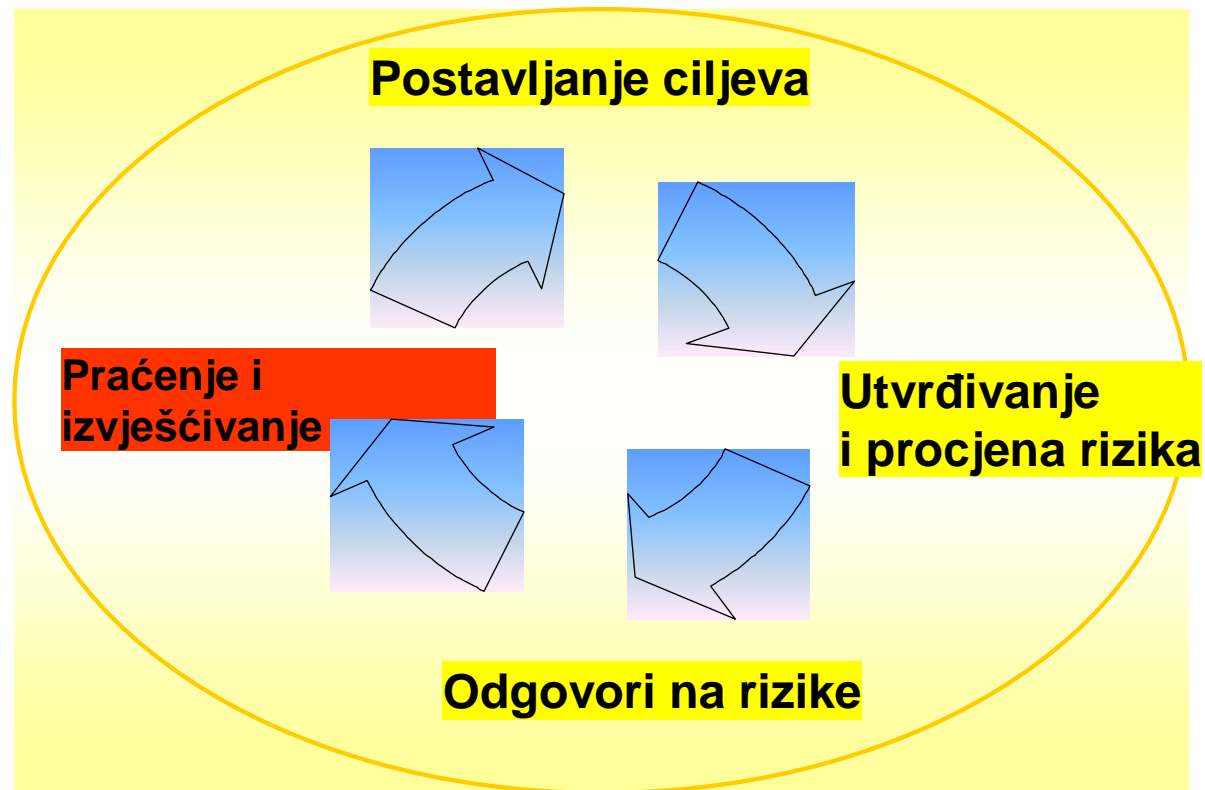 Postavljanje ciljeva
Praćenje i
izvješćivanje
Utvrđivanje
i procjena rizika
Odgovori na rizike